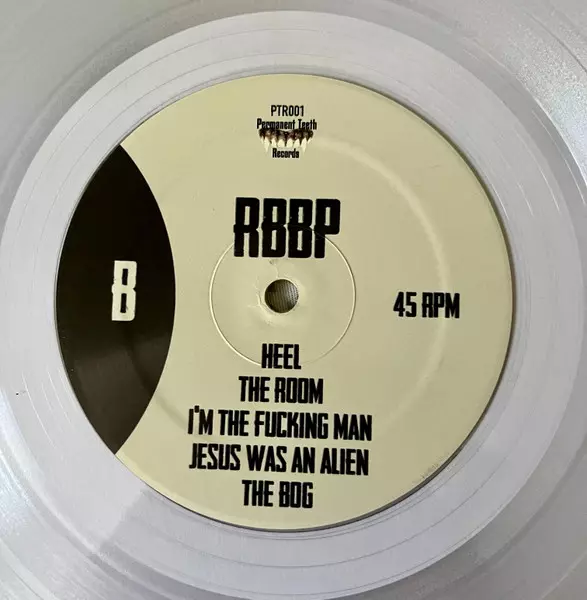 PTR001
Permanent Teeth
Records
RBBP
B
45 RPM
HEEL
THE ROOM
I'M THE FUCKING MAN
JESUS WAS AN ALIEN
THE BOG